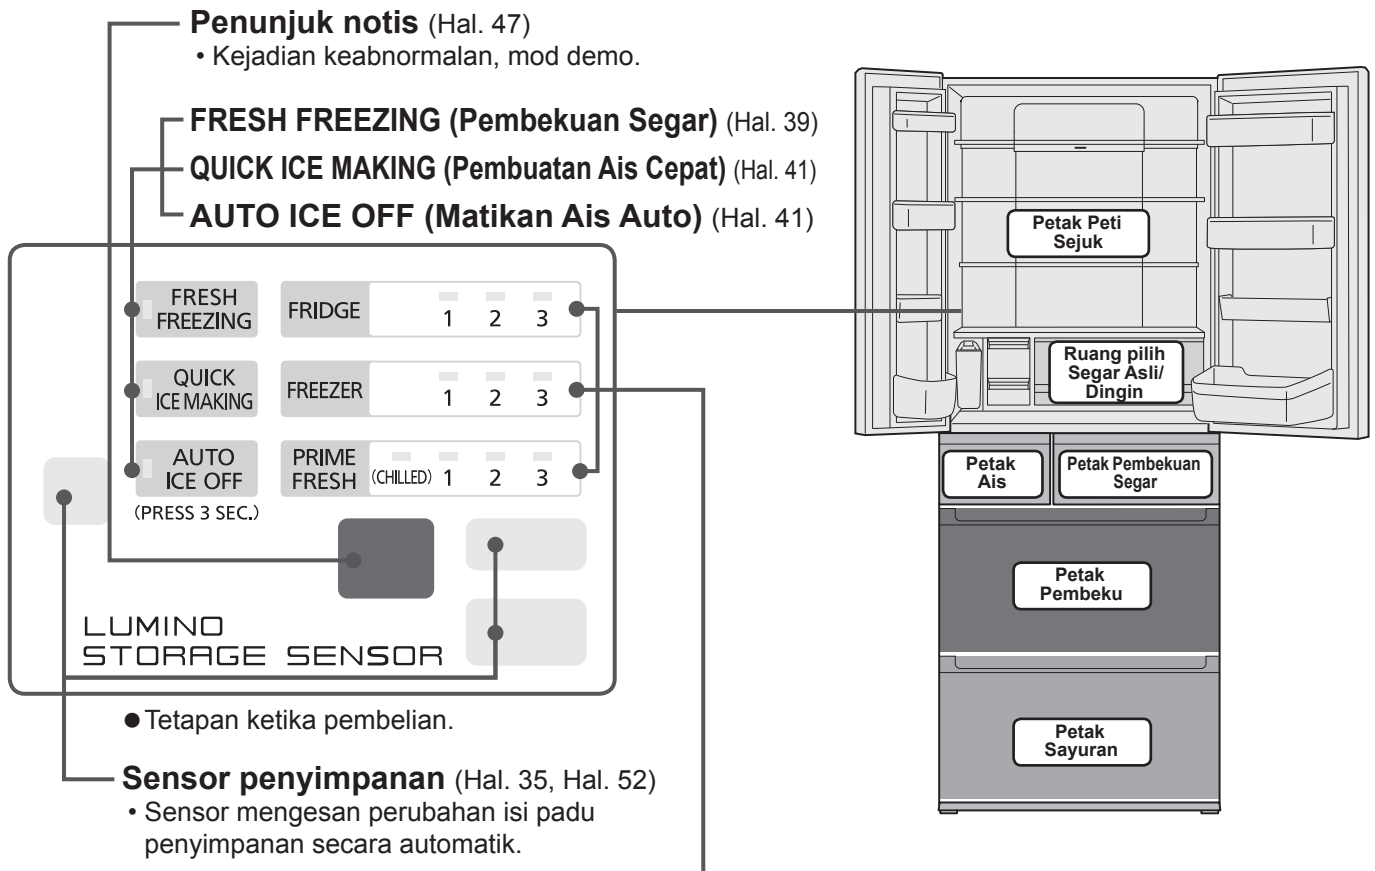 Penunjuk notis (Hal. 47)
• Kejadian keabnormalan, mod demo.
FRESH FREEZING (Pembekuan Segar) (Hal. 39)
QUICK ICE MAKING (Pembuatan Ais Cepat) (Hal. 41)
AUTO ICE OFF (Matikan Ais Auto) (Hal. 41)
FRESH
FREEZING
FRIDGE
1 2 3
QUICK
ICE MAKING
FREEZER
1 2 3
AUTO
ICE OFF
(PRESS 3 SEC.)
PRIME
FRESH
(CHILLED) 1 2 3
LUMINO
STORAGE SENSOR
● Tetapan ketika pembelian.
Sensor penyimpanan (Hal. 35, Hal. 52)
• Sensor mengesan perubahan isi padu
penyimpanan secara automatik.
Petak Peti
Sejuk
Ruang pilih
Segar Asli/
Dingin
Petak
Ais
Petak Pembekuan
Segar
Petak
Pembeku
Petak
Sayuran